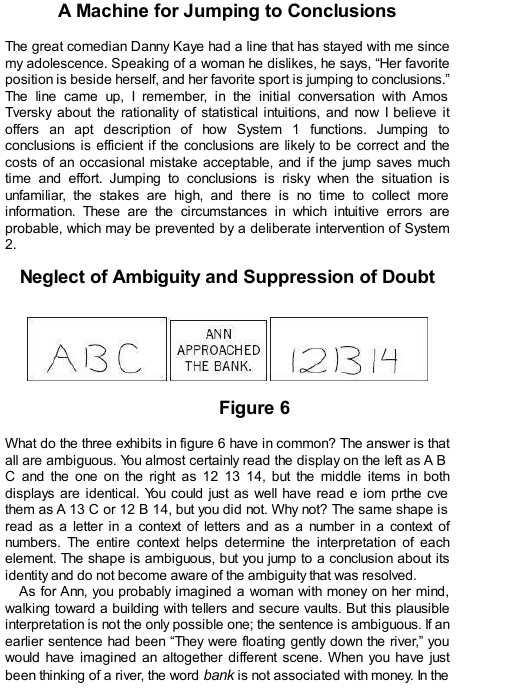 A Machine for Jumping to Conclusions
The great comedian Danny Kaye had a line that has stayed with me since
my adolescence. Speaking of a woman he dislikes, he says, “Her favorite
position is beside herself, and her favorite sport is jumping to conclusions.”
The line came up, I remember, in the initial conversation with Amos
Tversky about the rationality of statistical intuitions, and now I believe it
offers an apt description of how System 1 functions. Jumping to
conclusions is efficient if the conclusions are likely to be correct and the
costs of an occasional mistake acceptable, and if the jump saves much
time and effort. Jumping to conclusions is risky when the situation is
unfamiliar, the stakes are high, and there is no time to collect more
information. These are the circumstances in which intuitive errors are
probable, which may be prevented by a deliberate intervention of System
2.
Neglect of Ambiguity and Suppression of Doubt
A B C
ANN
APPROACHED
THE BANK.
12 13 14
Figure 6
What do the three exhibits in figure 6 have in common? The answer is that
all are ambiguous. You almost certainly read the display on the left as A B
C and the one on the right as 12 13 14, but the middle items in both
displays are identical. You could just as well have read e iom prthe cve
them as A 13 C or 12 B 14, but you did not. Why not? The same shape is
read as a letter in a context of letters and as a number in a context of
numbers. The entire context helps determine the interpretation of each
element. The shape is ambiguous, but you jump to a conclusion about its
identity and do not become aware of the ambiguity that was resolved.
As for Ann, you probably imagined a woman with money on her mind,
walking toward a building with tellers and secure vaults. But this plausible
interpretation is not the only possible one; the sentence is ambiguous. If an
earlier sentence had been “They were floating gently down the river,” you
would have imagined an altogether different scene. When you have just
been thinking of a river, the word bank is not associated with money. In the